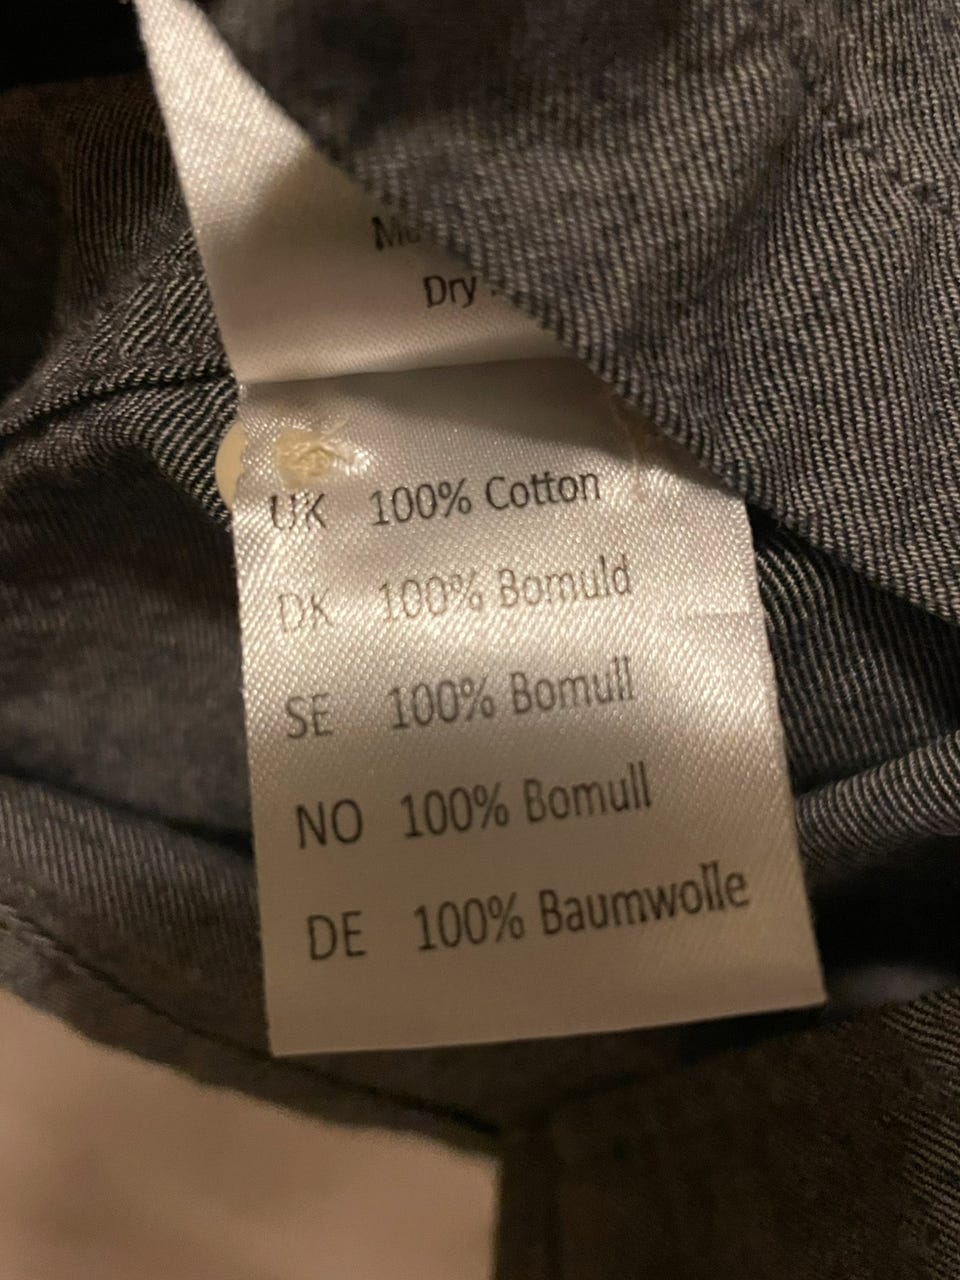 Dry
UK 100% Cotton
DK 100% Bomuld
SE 100% Bomull
NO 100% Bomull
DE 100% Baumwolle